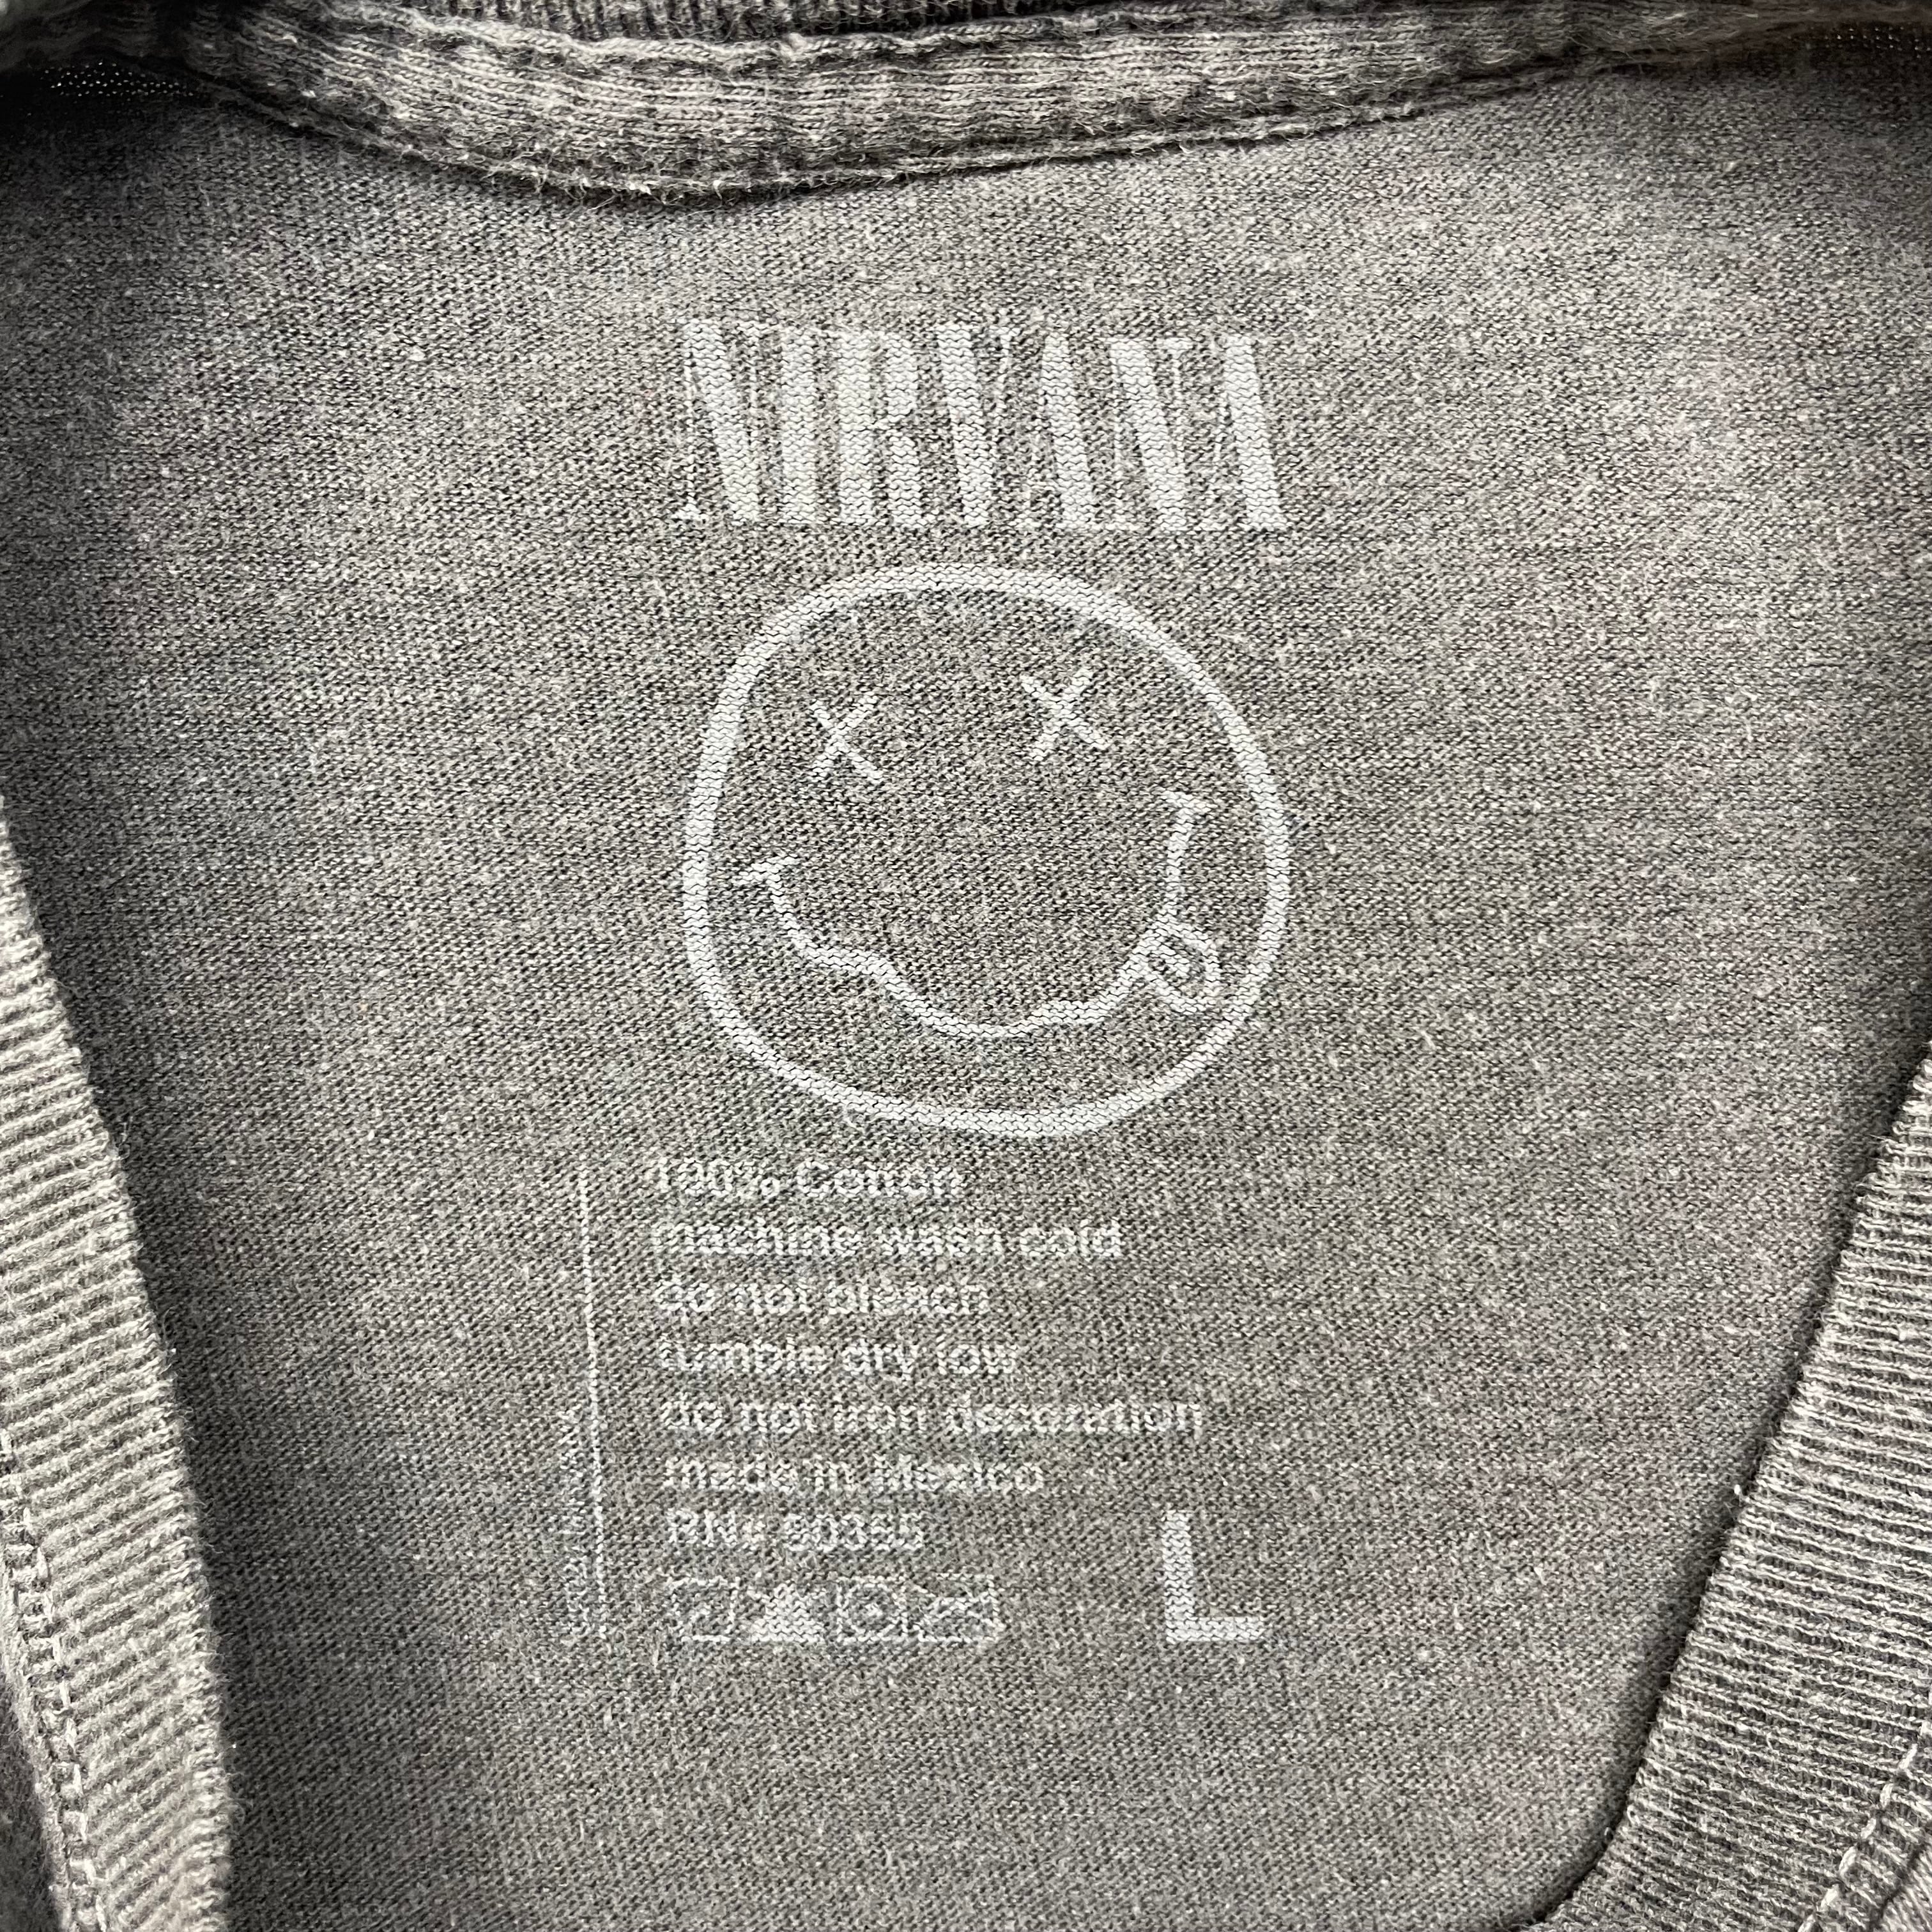 NIRVANA
100% Cotton
machine wash cold
do not bleach
tumble dry low
do not iron decoration
made in Mexico
RN#
L